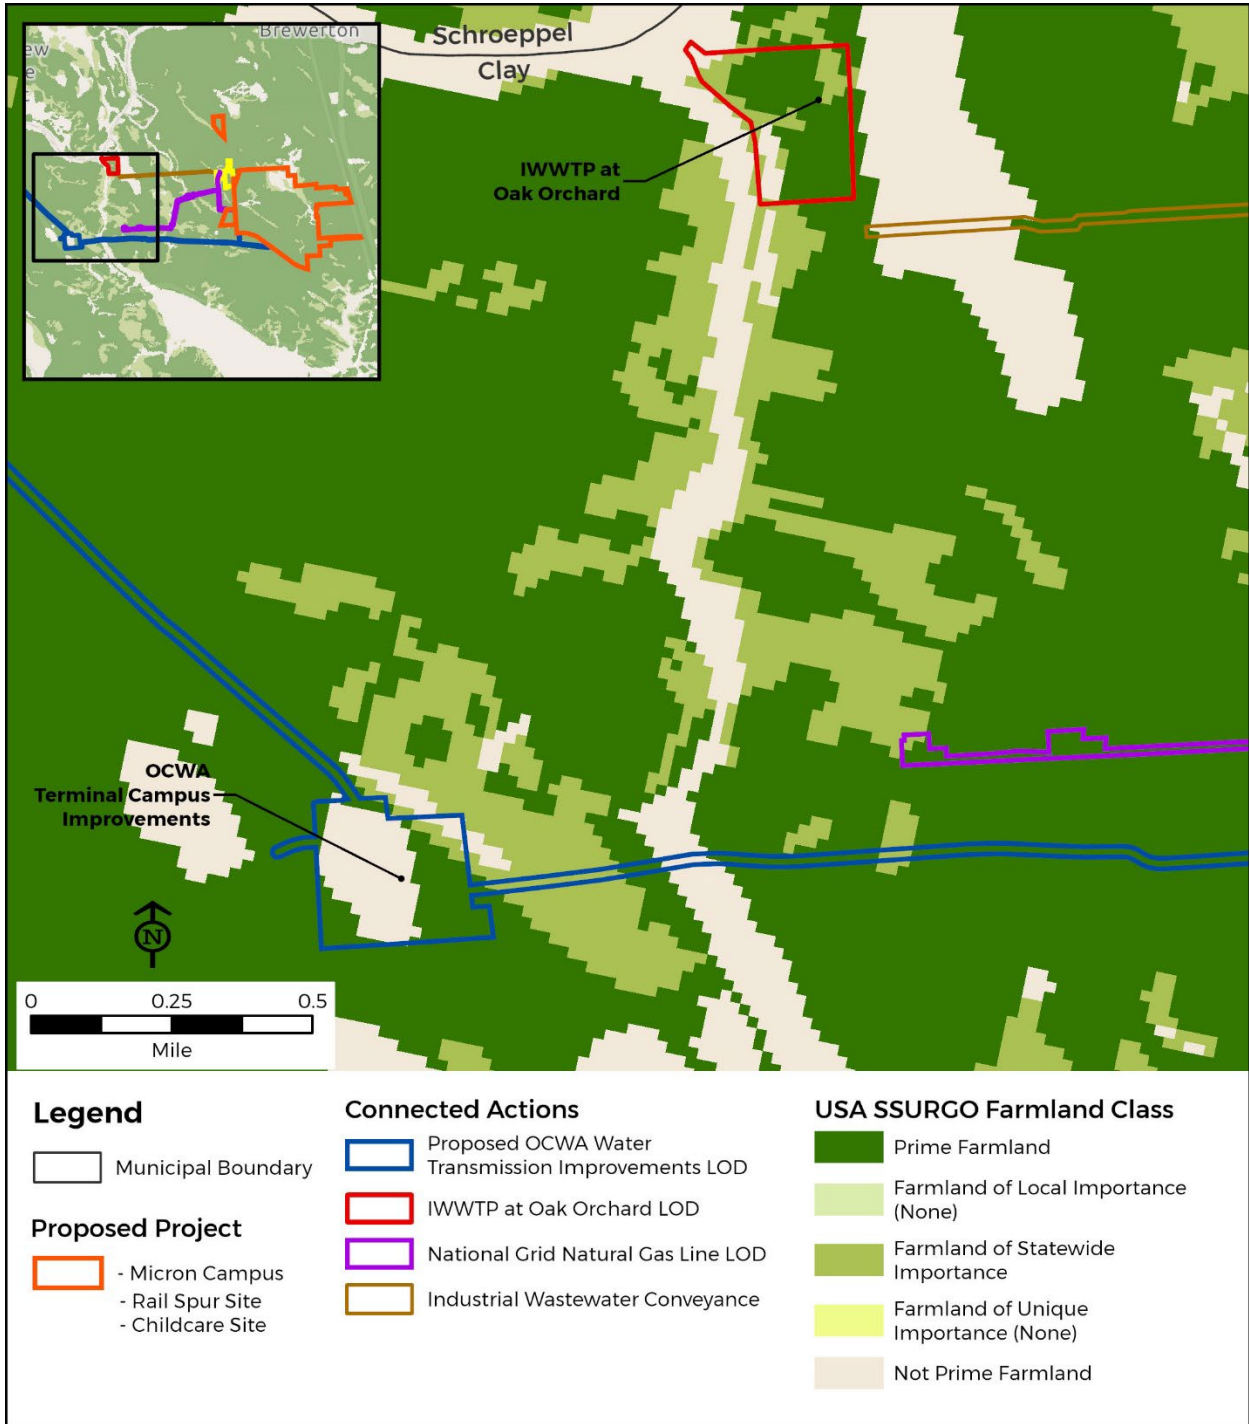 Brewerton
ew
e
Schroeppel
Clay
IWWTP at
Oak Orchard
OCWA
Terminal Campus
Improvements
N
0 0.25 0.5
Mile
Legend
Municipal Boundary
Proposed Project
- Micron Campus
- Rail Spur Site
- Childcare Site
Connected Actions
Proposed OCWA Water
Transmission Improvements LOD
IWWTP at Oak Orchard LOD
National Grid Natural Gas Line LOD
Industrial Wastewater Conveyance
USA SSURGO Farmland Class
Prime Farmland
Farmland of Local Importance
(None)
Farmland of Statewide
Importance
Farmland of Unique
Importance (None)
Not Prime Farmland